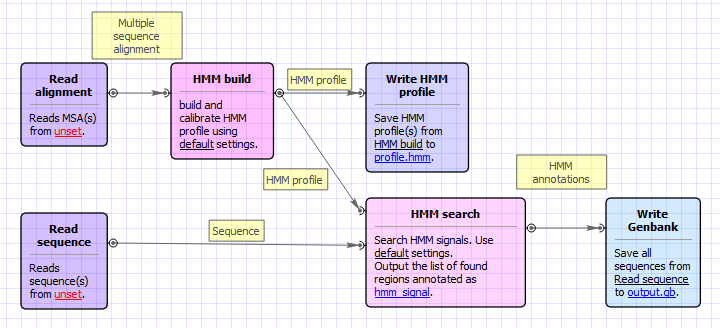 Multiple
sequence
alignment
Read
alignment
Reads MSA(s)
from unset.
HMM build
build and
calibrate HMM
profile using
default settings.
HMM profile
Write HMM
profile
Save HMM
profile(s) from
HMM build to
profile.hmm.
HMM profile
HMM
annotations
Read
sequence
Reads
sequence(s)
from unset.
Sequence
HMM search
Search HMM signals. Use
default settings.
Output the list of found
regions annotated as
hmm_signal.
Write
Genbank
Save all
sequences from
Read sequence
to output.gb.